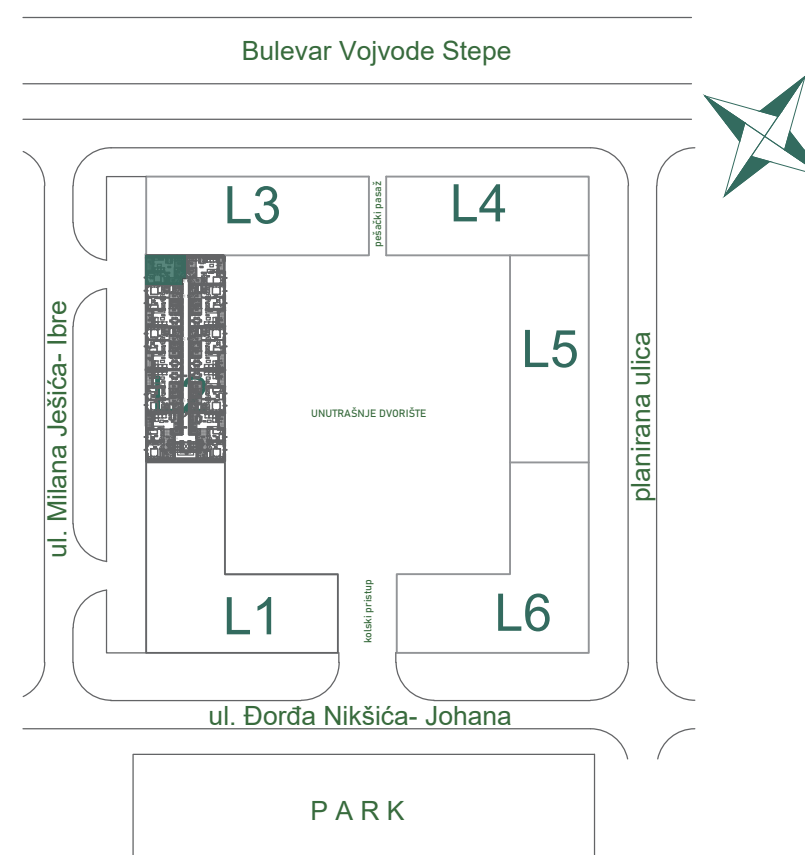 Bulevar Vojvode Stepe
L3
pešački pasaž
L4
ul. Milana Ješića- Ibre
L2
UNUTRAŠNJE DVORIŠTE
L5
planirana ulica
L1
kolski pristup
L6
ul. Đorđa Nikšića- Johana
PARK